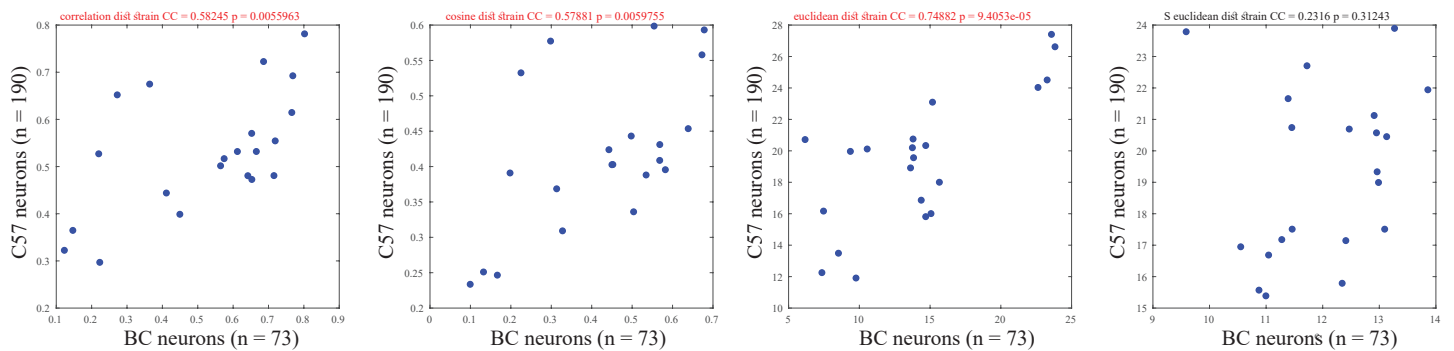 correlation dist strain CC = 0.58245 p = 0.0055963
0.8
0.7
0.6
0.5
0.4
0.3
0.2
C57 neurons (n = 190)
0.1 0.2 0.3 0.4 0.5 0.6 0.7 0.8 0.9
BC neurons (n = 73)
cosine dist strain CC = 0.57881 p = 0.0059755
0.6
0.55
0.5
0.45
0.4
0.35
0.3
0.25
0.2
C57 neurons (n = 190)
0 0.1 0.2 0.3 0.4 0.5 0.6 0.7
BC neurons (n = 73)
euclidean dist strain CC = 0.74882 p = 9.4053e-05
28
26
24
22
20
18
16
14
12
10
C57 neurons (n = 190)
5 10 15 20 25
BC neurons (n = 73)
S euclidean dist strain CC = 0.2316 p = 0.31243
24
23
22
21
20
19
18
17
16
15
C57 neurons (n = 190)
9 10 11 12 13 14
BC neurons (n = 73)